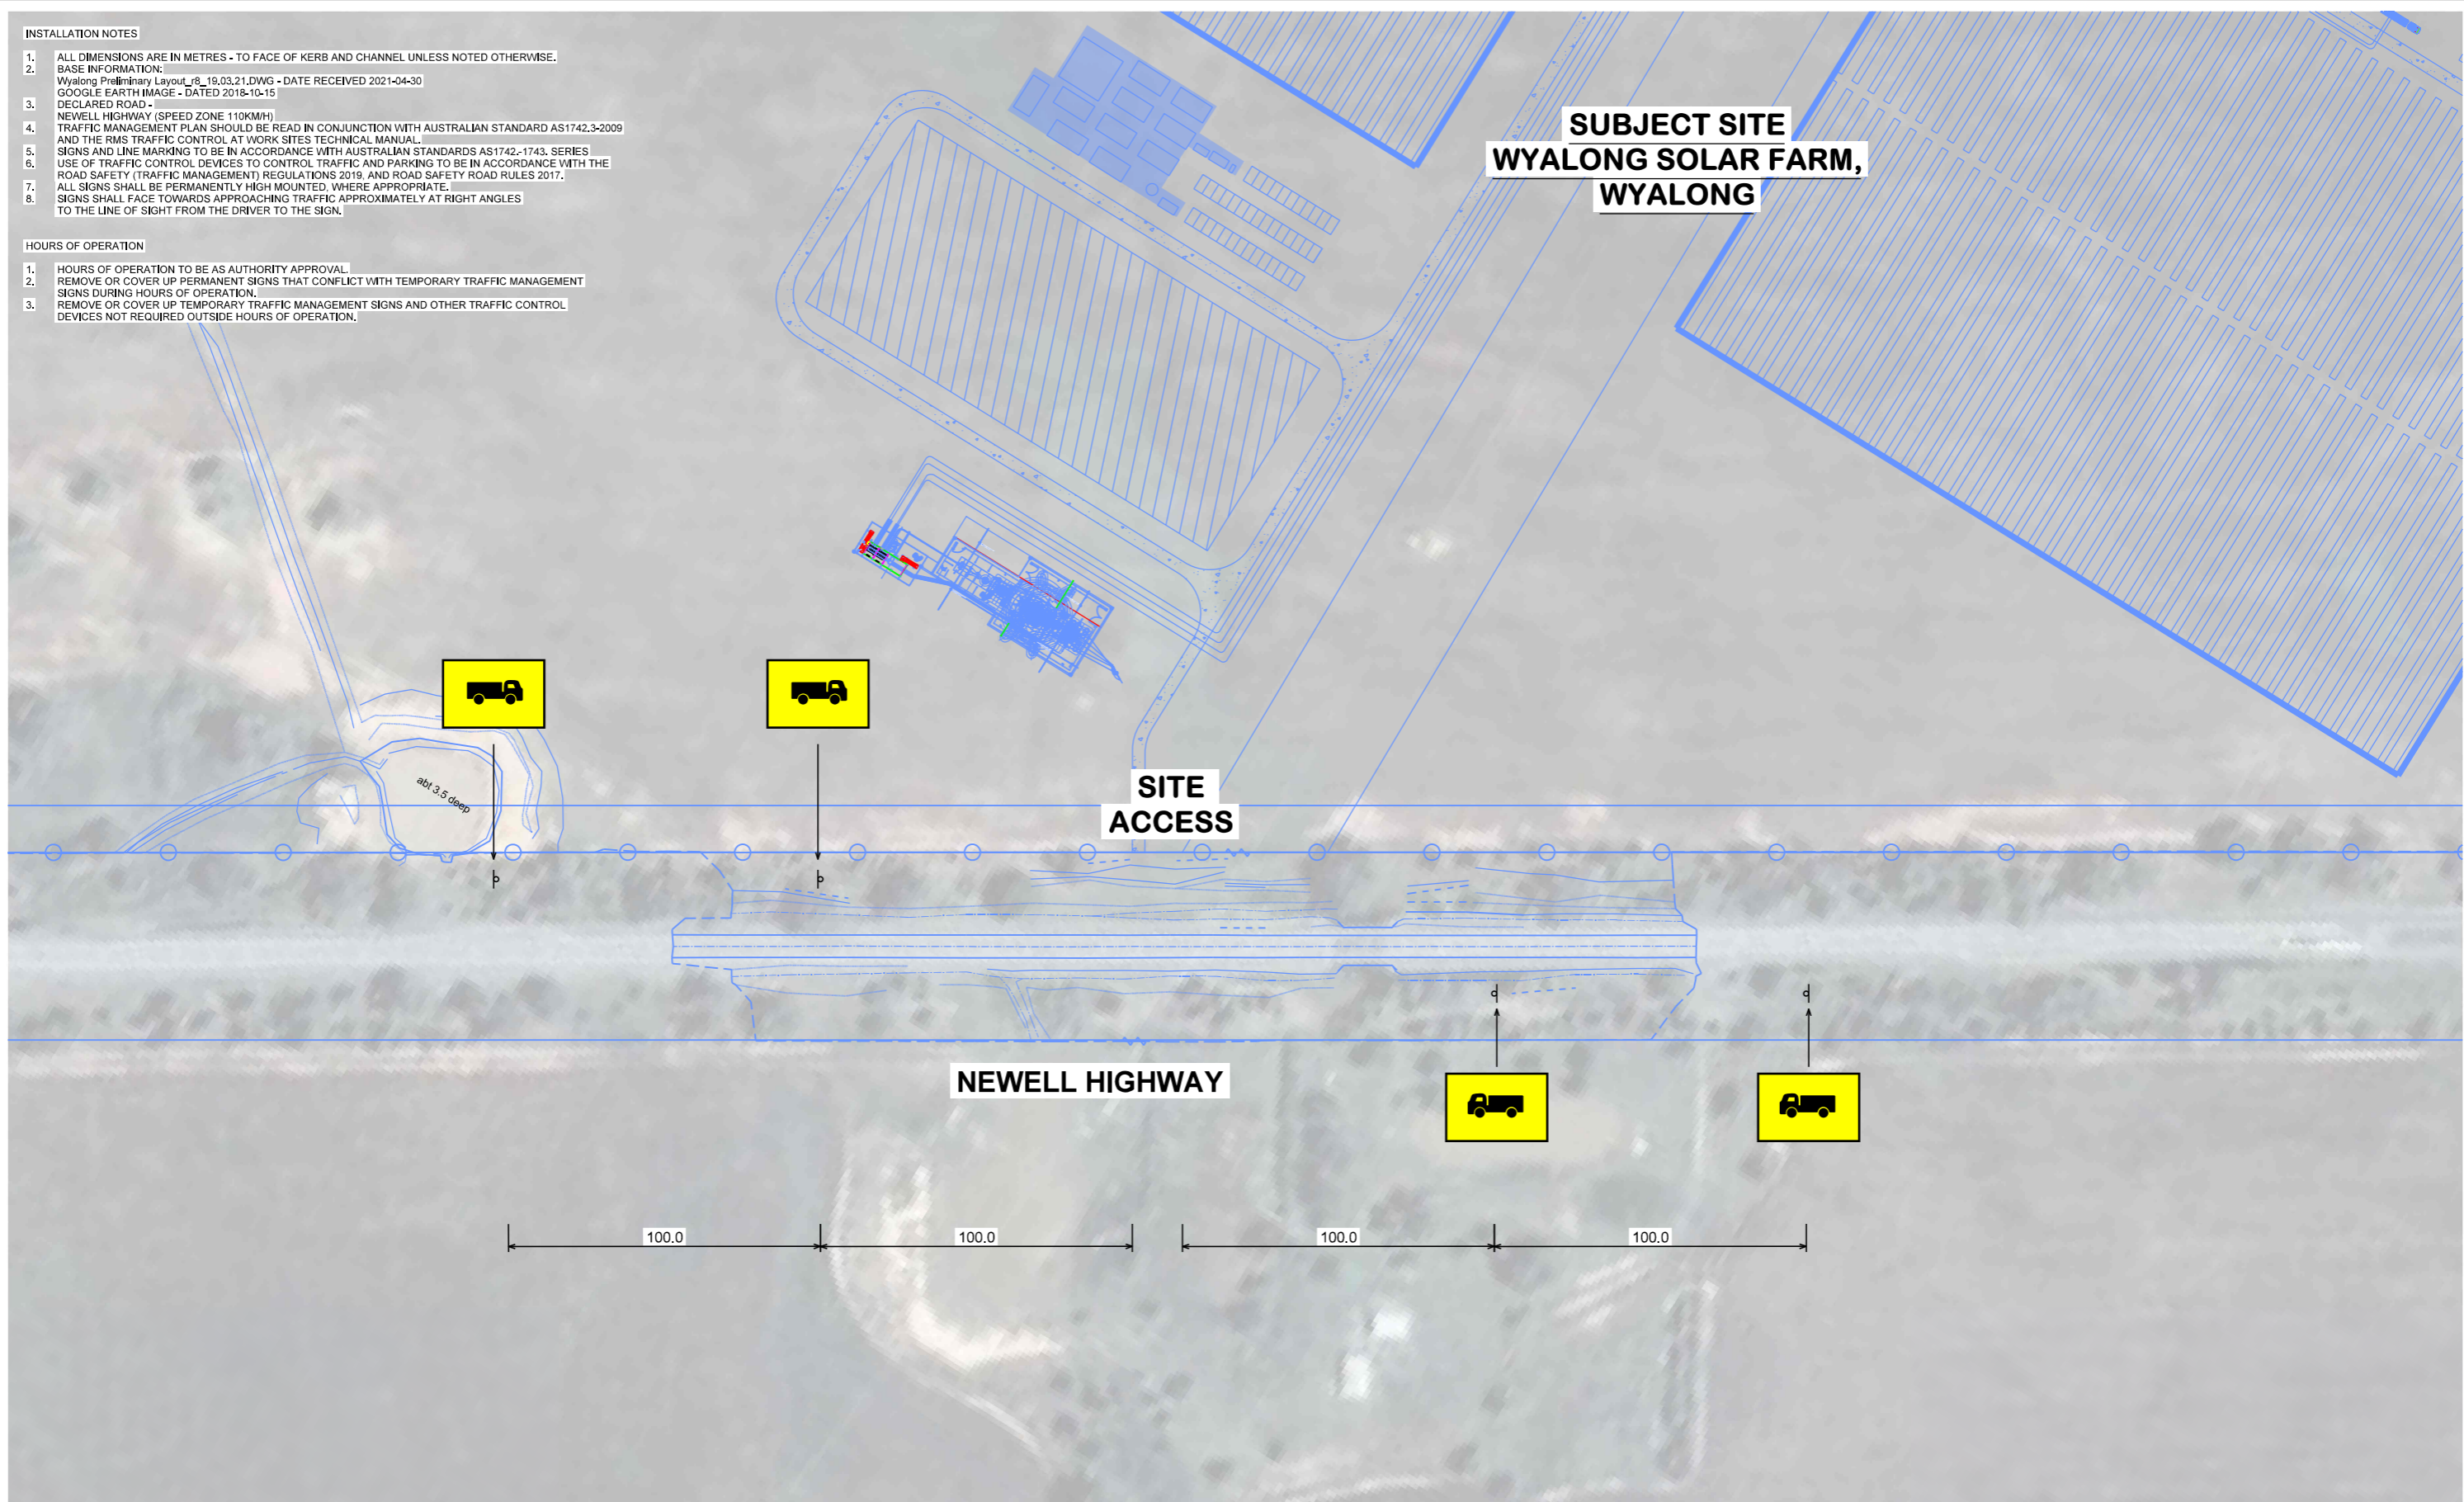 INSTALLATION NOTES
1. ALL DIMENSIONS ARE IN METRES - TO FACE OF KERB AND CHANNEL UNLESS NOTED OTHERWISE.
2. BASE INFORMATION:
Wyalong Preliminary Layout_r8_19.03.21.DWG - DATE RECEIVED 2021-04-30
GOOGLE EARTH IMAGE - DATED 2018-10-15
3. DECLARED ROAD -
NEWELL HIGHWAY (SPEED ZONE 110KM/H)
4. TRAFFIC MANAGEMENT PLAN SHOULD BE READ IN CONJUNCTION WITH AUSTRALIAN STANDARD AS1742.3-2009
AND THE RMS TRAFFIC CONTROL AT WORK SITES TECHNICAL MANUAL.
5. SIGNS AND LINE MARKING TO BE IN ACCORDANCE WITH AUSTRALIAN STANDARDS AS1742.-1743. SERIES
6. USE OF TRAFFIC CONTROL DEVICES TO CONTROL TRAFFIC AND PARKING TO BE IN ACCORDANCE WITH THE
ROAD SAFETY (TRAFFIC MANAGEMENT) REGULATIONS 2019, AND ROAD SAFETY ROAD RULES 2017.
7. ALL SIGNS SHALL BE PERMANENTLY HIGH MOUNTED, WHERE APPROPRIATE.
8. SIGNS SHALL FACE TOWARDS APPROACHING TRAFFIC APPROXIMATELY AT RIGHT ANGLES
TO THE LINE OF SIGHT FROM THE DRIVER TO THE SIGN.
HOURS OF OPERATION
1. HOURS OF OPERATION TO BE AS AUTHORITY APPROVAL.
2. REMOVE OR COVER UP PERMANENT SIGNS THAT CONFLICT WITH TEMPORARY TRAFFIC MANAGEMENT
SIGNS DURING HOURS OF OPERATION.
3. REMOVE OR COVER UP TEMPORARY TRAFFIC MANAGEMENT SIGNS AND OTHER TRAFFIC CONTROL
DEVICES NOT REQUIRED OUTSIDE HOURS OF OPERATION.
SUBJECT SITE
WYALONG SOLAR FARM,
WYALONG
abt 3.5 deep
SITE
ACCESS
NEWELL HIGHWAY
100.0
100.0
100.0
100.0